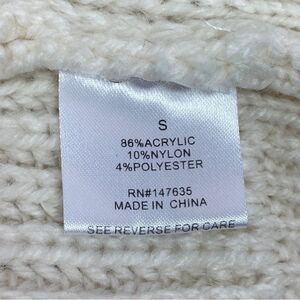 S
86%ACRYLIC
10%NYLON
4%POLYESTER
RN#147635
MADE IN CHINA
SEE REVERSE FOR CARE